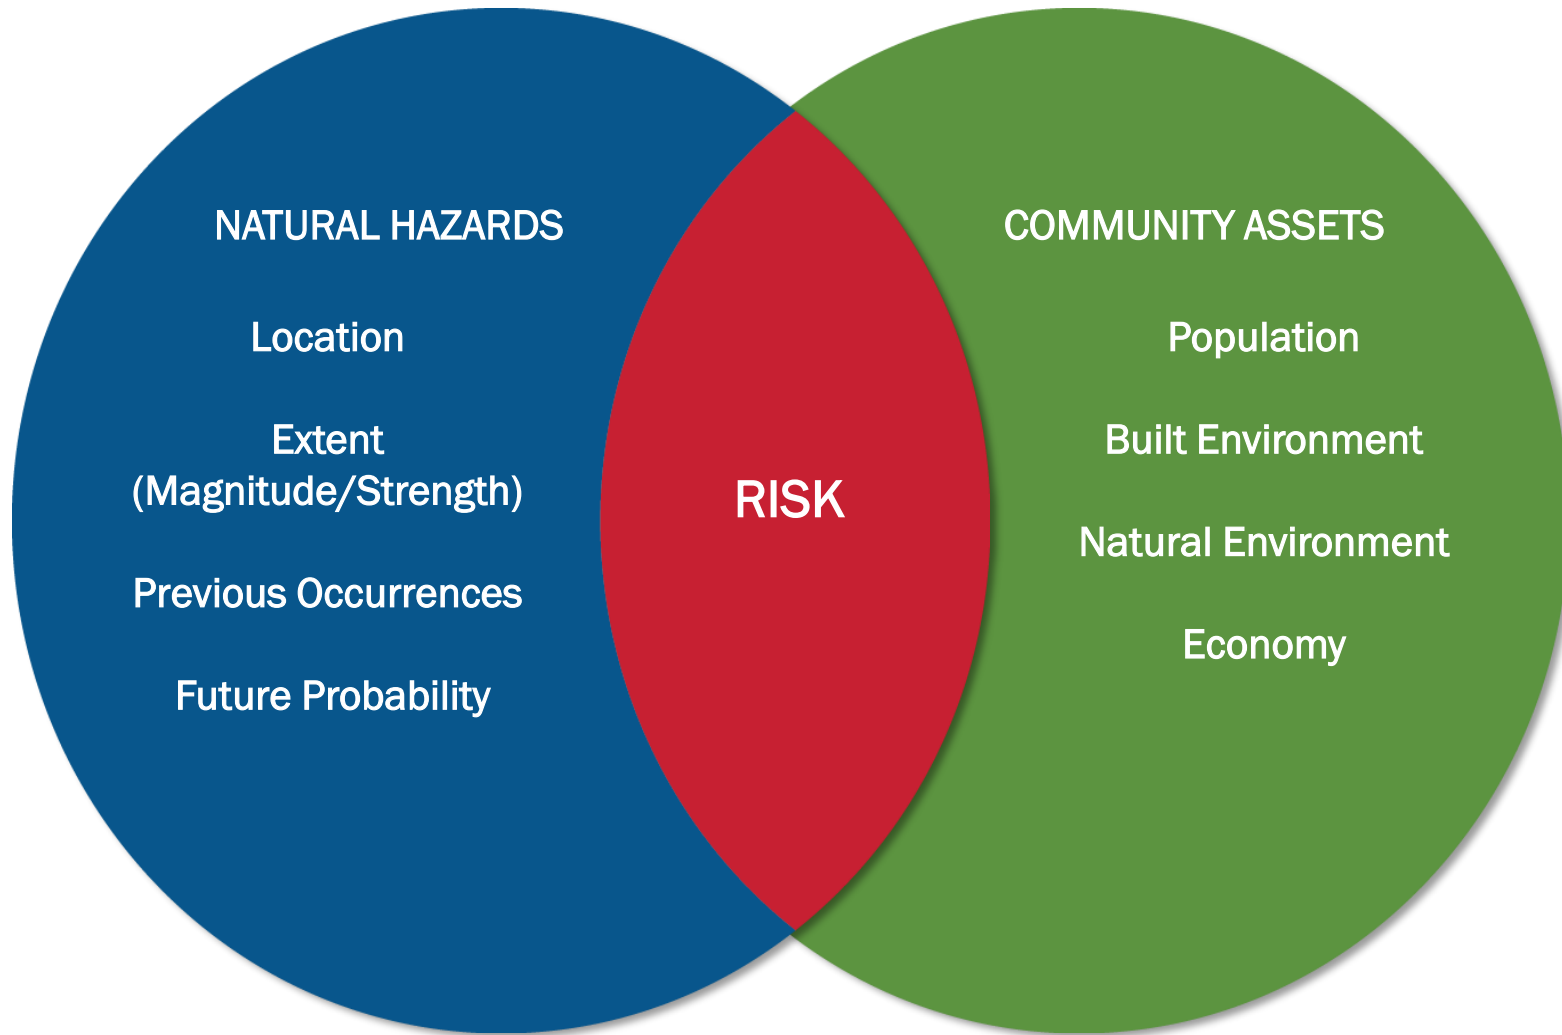 NATURAL HAZARDS
Location
Extent
(Magnitude/Strength)
Previous Occurrences
Future Probability
RISK
COMMUNITY ASSETS
Population
Built Environment
Natural Environment
Economy